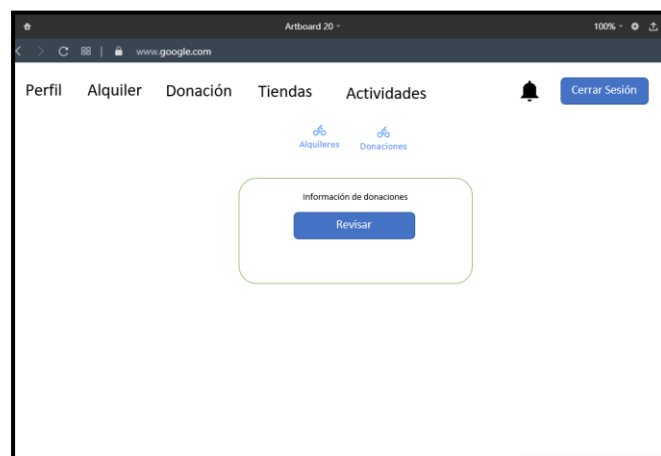 Artboard 20
100%
www.google.com
Perfil Alquiler Donación Tiendas Actividades Cerrar Sesión
Alquileres Donaciones
Información de donaciones
Revisar